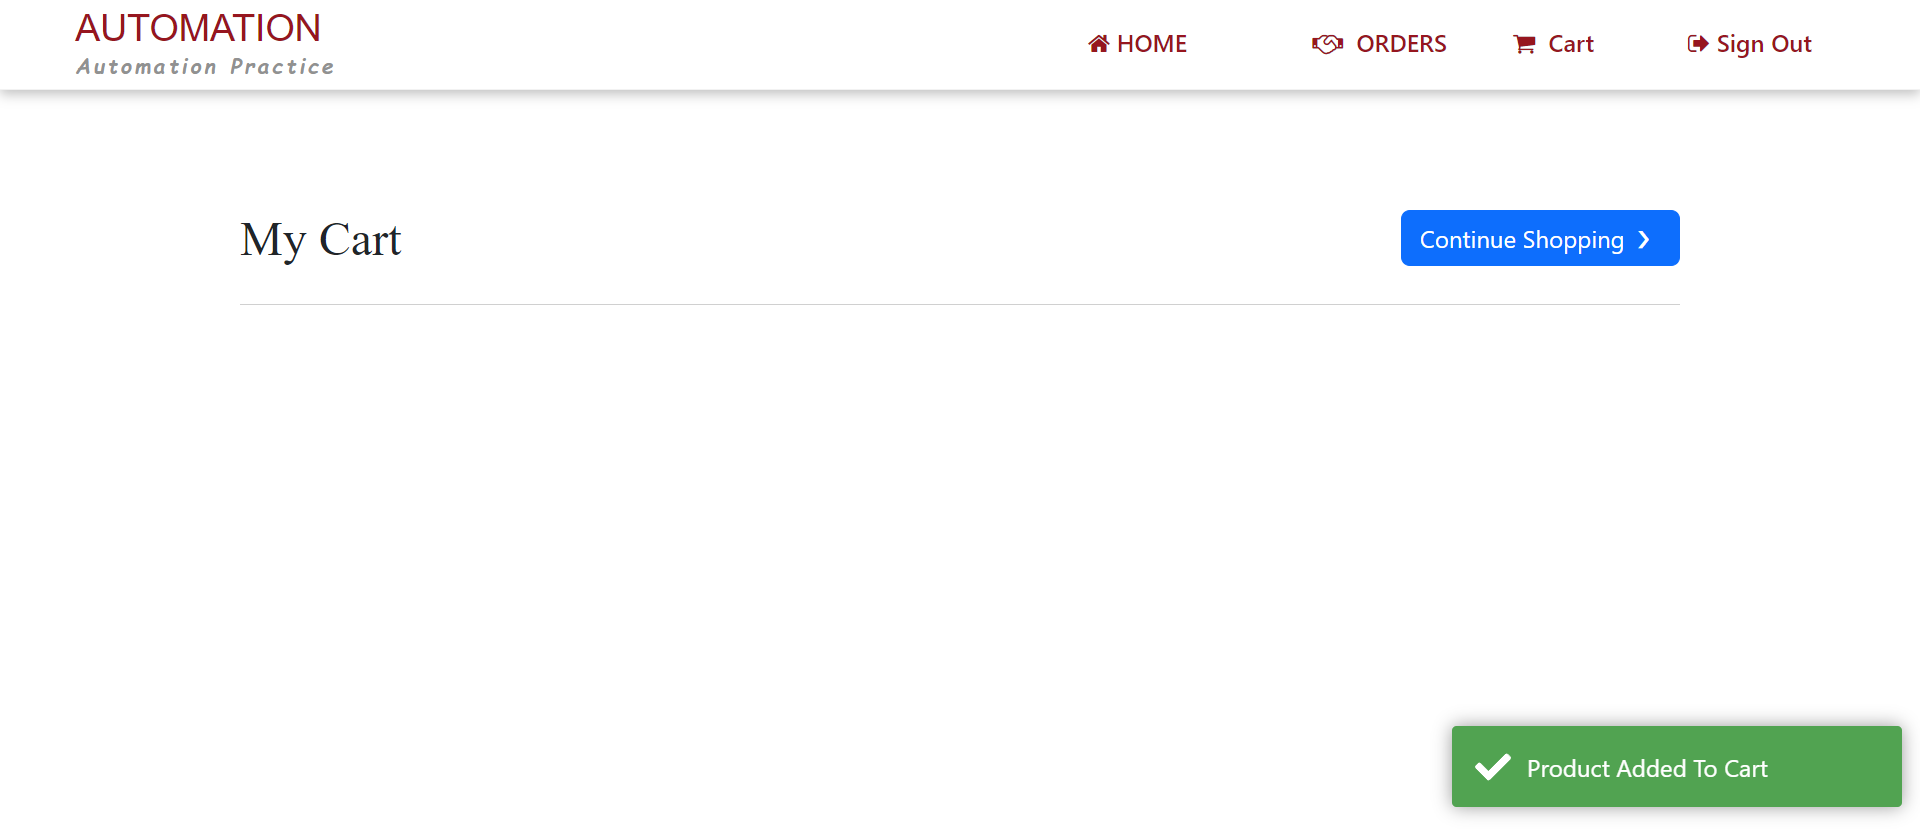 AUTOMATION
Automation Practice
HOME
ORDERS
Cart
Sign Out
My Cart
Continue Shopping
Product Added To Cart